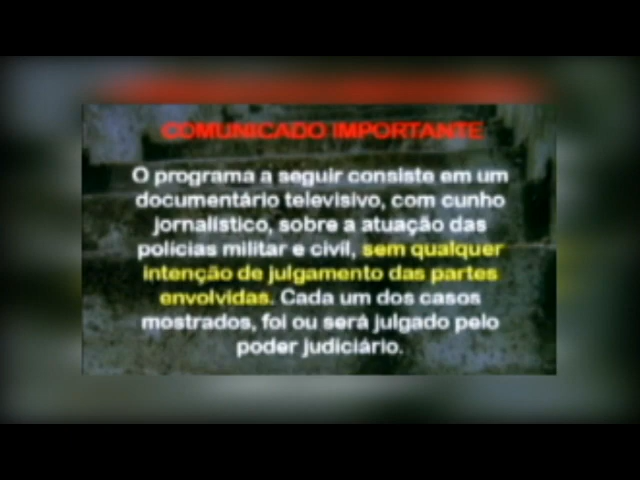 COMUNICADO IMPORTANTE
O programa a seguir consiste em um
documentário televisivo, com cunho
jornalístico, sobre a atuação das
polícias militar e civil, sem qualquer
intenção de julgamento das partes
envolvidas. Cada um dos casos
mostrados, foi ou será julgado pelo
poder judiciário.